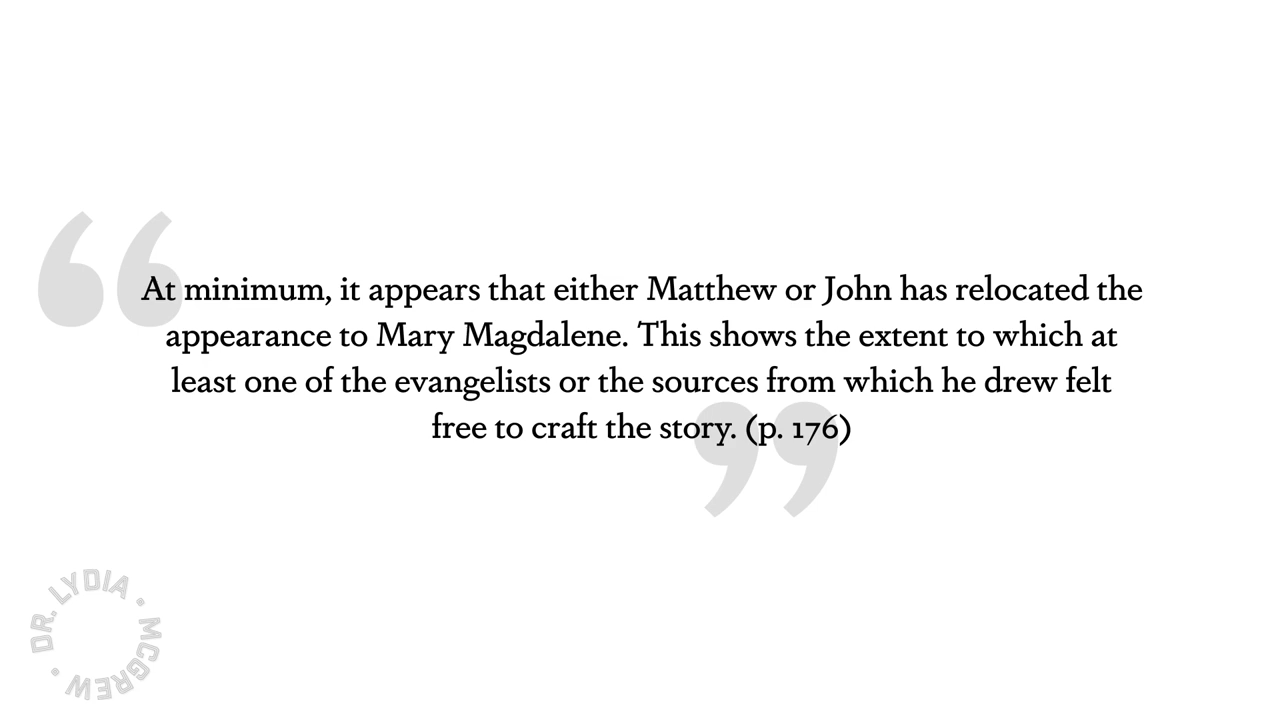 “
At minimum, it appears that either Matthew or John has relocated the
appearance to Mary Magdalene. This shows the extent to which at
least one of the evangelists or the sources from which he drew felt
free to craft the story. (p. 176)
”
DR. LYDIA • MCGREW •